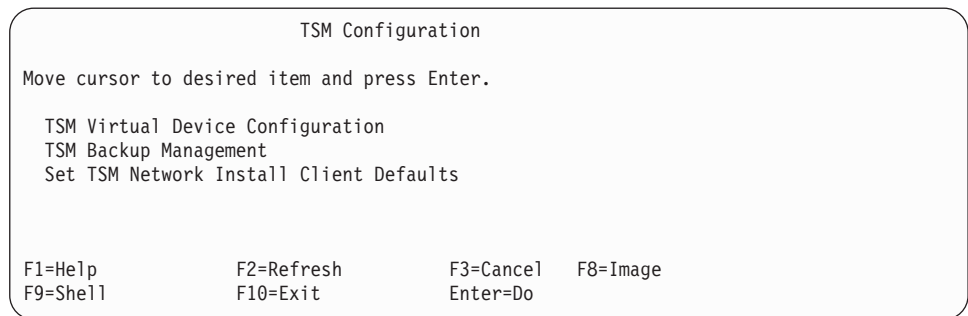 TSM Configuration
Move cursor to desired item and press Enter.
TSM Virtual Device Configuration
TSM Backup Management
Set TSM Network Install Client Defaults
F1=Help F2=Refresh F3=Cancel F8=Image
F9=Shell F10=Exit Enter=Do